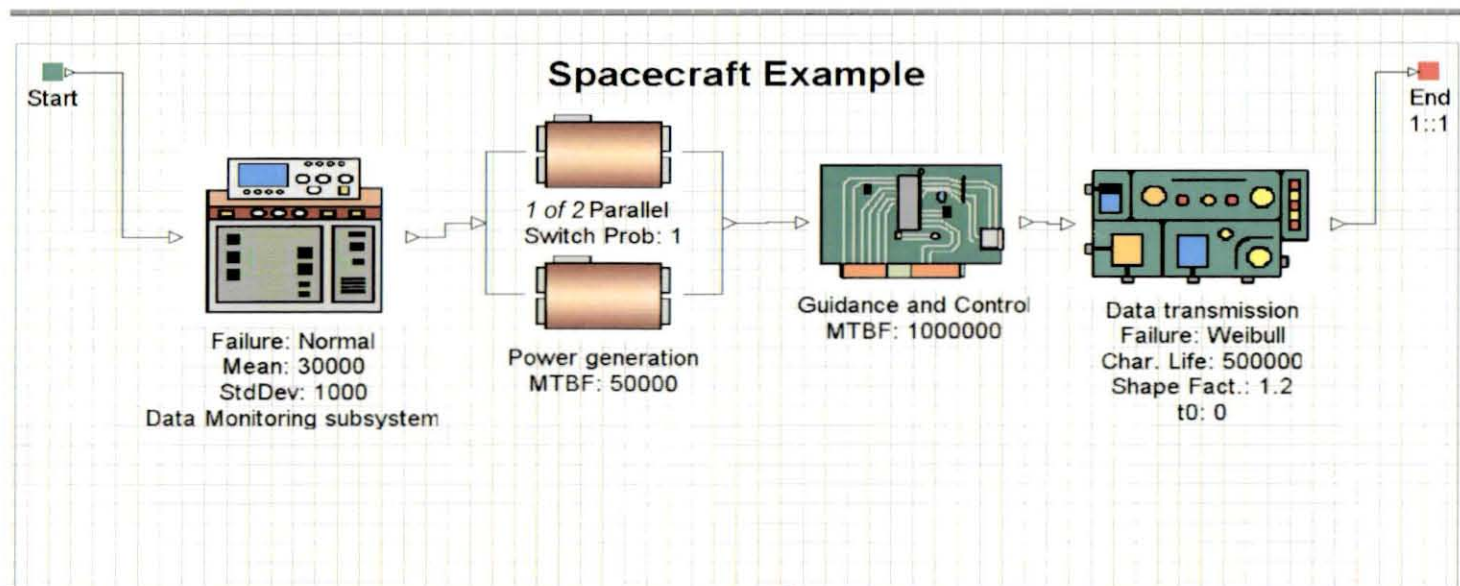 Spacecraft Example
Start
End
1::1
1 of 2 Parallel
Switch Prob: 1
Failure: Normal
Mean: 30000
StdDev: 1000
Data Monitoring subsystem
Power generation
MTBF: 50000
Guidance and Control
MTBF: 1000000
Data transmission
Failure: Weibull
Char. Life: 500000
Shape Fact.: 1.2
t0: 0